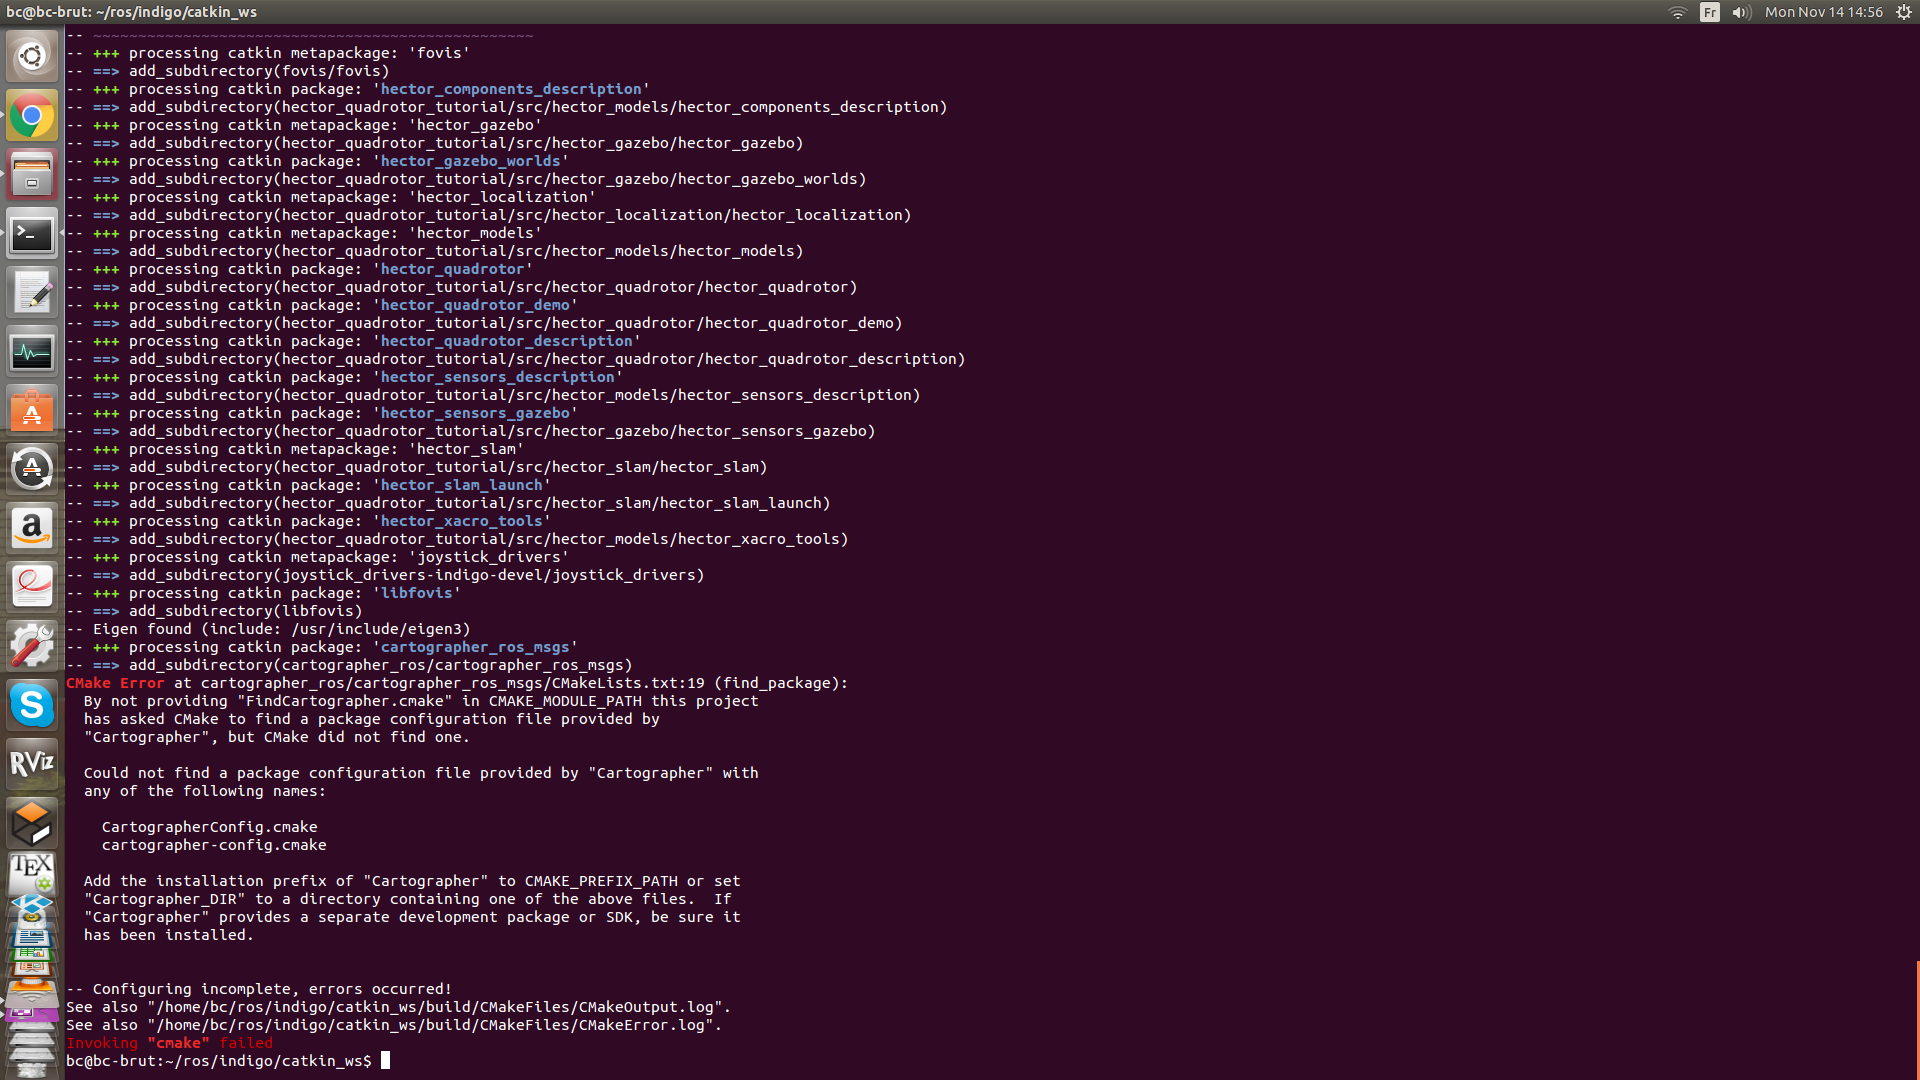 bc@bc-brut: ~/ros/indigo/catkin_ws
Fr
Mon Nov 14 14:56
-- ~~~~~~~~~~~~~~~~~~~~~~~~~~~~~~~~~~~~~~~~~~~~~~~~~
-- +++ processing catkin metapackage: 'fovis'
-- ==> add_subdirectory(fovis/fovis)
-- +++ processing catkin package: 'hector_components_description'
-- ==> add_subdirectory(hector_quadrotor_tutorial/src/hector_models/hector_components_description)
-- +++ processing catkin metapackage: 'hector_gazebo'
-- ==> add_subdirectory(hector_quadrotor_tutorial/src/hector_gazebo/hector_gazebo)
-- +++ processing catkin package: 'hector_gazebo_worlds'
-- ==> add_subdirectory(hector_quadrotor_tutorial/src/hector_gazebo/hector_gazebo_worlds)
-- +++ processing catkin metapackage: 'hector_localization'
-- ==> add_subdirectory(hector_quadrotor_tutorial/src/hector_localization/hector_localization)
-- +++ processing catkin metapackage: 'hector_models'
-- ==> add_subdirectory(hector_quadrotor_tutorial/src/hector_models/hector_models)
-- +++ processing catkin package: 'hector_quadrotor'
-- ==> add_subdirectory(hector_quadrotor_tutorial/src/hector_quadrotor/hector_quadrotor)
-- +++ processing catkin package: 'hector_quadrotor_demo'
-- ==> add_subdirectory(hector_quadrotor_tutorial/src/hector_quadrotor/hector_quadrotor_demo)
-- +++ processing catkin package: 'hector_quadrotor_description'
-- ==> add_subdirectory(hector_quadrotor_tutorial/src/hector_quadrotor/hector_quadrotor_description)
-- +++ processing catkin package: 'hector_sensors_description'
-- ==> add_subdirectory(hector_quadrotor_tutorial/src/hector_models/hector_sensors_description)
-- +++ processing catkin package: 'hector_sensors_gazebo'
-- ==> add_subdirectory(hector_quadrotor_tutorial/src/hector_gazebo/hector_sensors_gazebo)
-- +++ processing catkin metapackage: 'hector_slam'
-- ==> add_subdirectory(hector_quadrotor_tutorial/src/hector_slam/hector_slam)
-- +++ processing catkin package: 'hector_slam_launch'
-- ==> add_subdirectory(hector_quadrotor_tutorial/src/hector_slam/hector_slam_launch)
-- +++ processing catkin package: 'hector_xacro_tools'
-- ==> add_subdirectory(hector_quadrotor_tutorial/src/hector_models/hector_xacro_tools)
-- +++ processing catkin metapackage: 'joystick_drivers'
-- ==> add_subdirectory(joystick_drivers-indigo-devel/joystick_drivers)
-- +++ processing catkin package: 'libfovis'
-- ==> add_subdirectory(libfovis)
-- Eigen found (include: /usr/include/eigen3)
-- +++ processing catkin package: 'cartographer_ros_msgs'
-- ==> add_subdirectory(cartographer_ros/cartographer_ros_msgs)
CMake Error at cartographer_ros/cartographer_ros_msgs/CMakeLists.txt:19 (find_package):
By not providing "FindCartographer.cmake" in CMAKE_MODULE_PATH this project
has asked CMake to find a package configuration file provided by
"Cartographer", but CMake did not find one.
Could not find a package configuration file provided by "Cartographer" with
any of the following names:
CartographerConfig.cmake
cartographer-config.cmake
Add the installation prefix of "Cartographer" to CMAKE_PREFIX_PATH or set
"Cartographer_DIR" to a directory containing one of the above files.  If
"Cartographer" provides a separate development package or SDK, be sure it
has been installed.
-- Configuring incomplete, errors occurred!
See also "/home/bc/ros/indigo/catkin_ws/build/CMakeFiles/CMakeOutput.log".
See also "/home/bc/ros/indigo/catkin_ws/build/CMakeFiles/CMakeError.log".
Invoking "cmake" failed
bc@bc-brut:~/ros/indigo/catkin_ws$
RViz
TEX